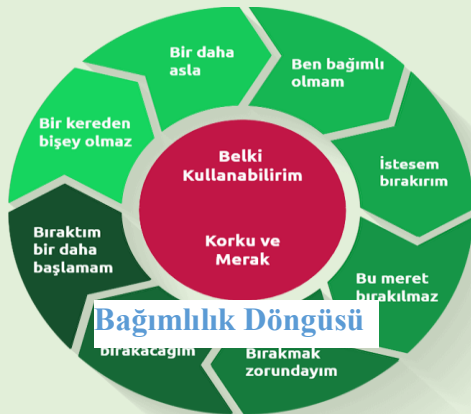 Bir daha
asla
Ben bağımlı
olmam
İstesem
bırakırım
Bu meret
bırakılmaz
Bırakmak
zorundayım
bırakacağım
Bıraktım
bir daha
başlamam
Bir kereden
bişey olmaz
Belki
Kullanabilirim
Korku ve
Merak
Bağımlılık Döngüsü